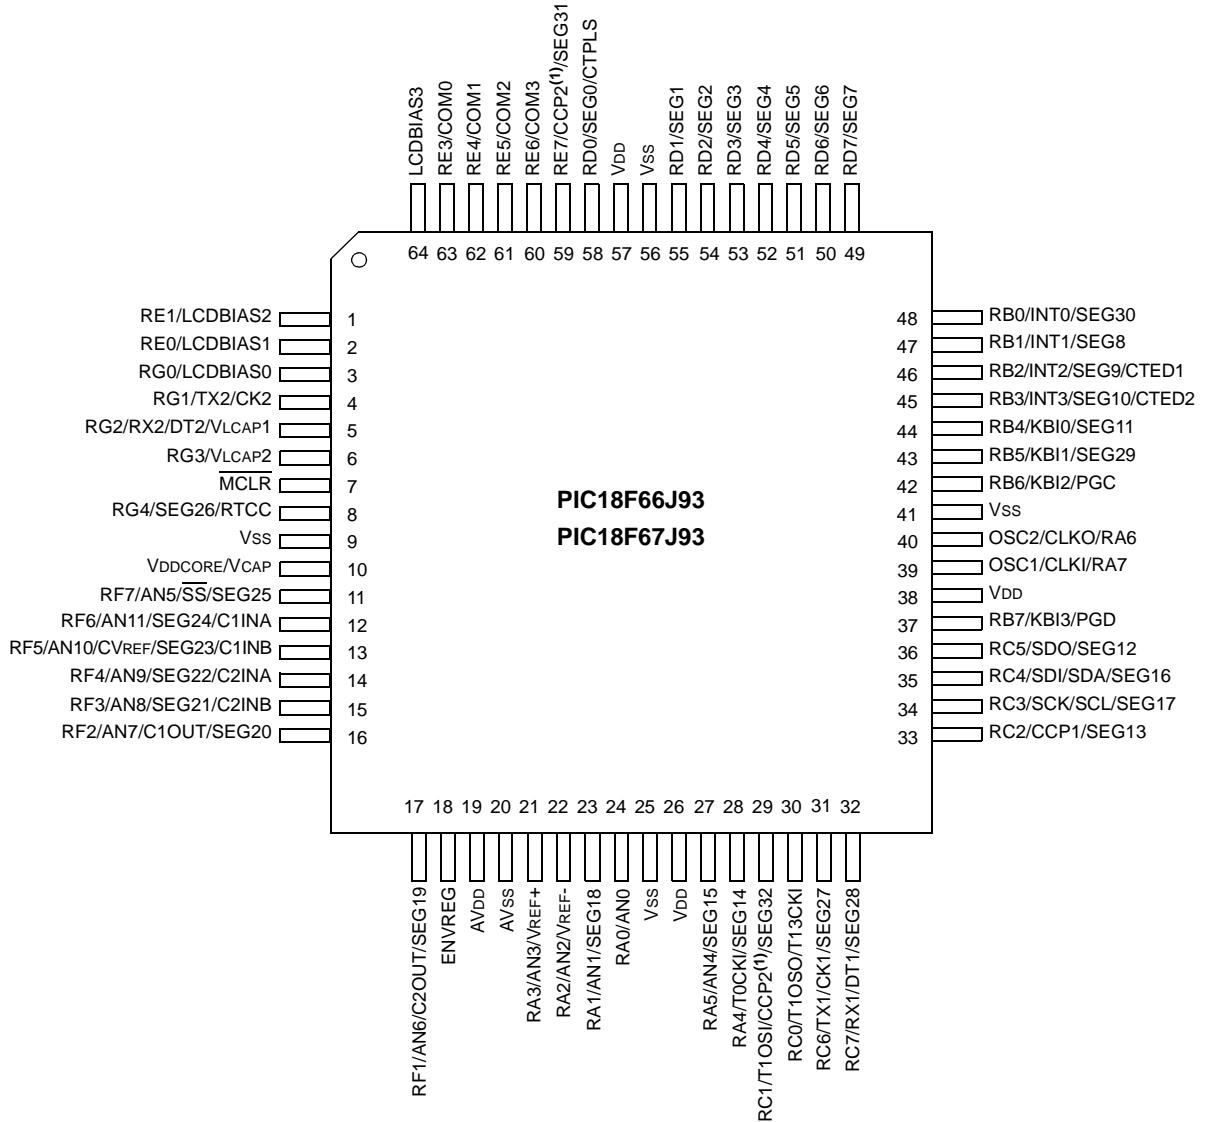 LCDBIAS3
RE3/COM0
RE4/COM1
RE5/COM2
RE6/COM3
RE7/CCP2(1)/SEG31
RD0/SEG0/CTPLS
VDD
VSS
RD1/SEG1
RD2/SEG2
RD3/SEG3
RD4/SEG4
RD5/SEG5
RD6/SEG6
RD7/SEG7
64 63 62 61 60 59 58 57 56 55 54 53 52 51 50 49
RE1/LCDBIAS2 1
RE0/LCDBIAS1 2
RG0/LCDBIAS0 3
RG1/TX2/CK2 4
RG2/RX2/DT2/VLCAP1 5
RG3/VLCAP2 6
MCLR 7
RG4/SEG26/RTCC 8
VSS 9
VDDCORE/VCAP 10
RF7/AN5/SS/SEG25 11
RF6/AN11/SEG24/C1INA 12
RF5/AN10/CVREF/SEG23/C1INB 13
RF4/AN9/SEG22/C2INA 14
RF3/AN8/SEG21/C2INB 15
RF2/AN7/C1OUT/SEG20 16
PIC18F66J93
PIC18F67J93
48 RB0/INT0/SEG30
47 RB1/INT1/SEG8
46 RB2/INT2/SEG9/CTED1
45 RB3/INT3/SEG10/CTED2
44 RB4/KBI0/SEG11
43 RB5/KBI1/SEG29
42 RB6/KBI2/PGC
41 VSS
40 OSC2/CLKO/RA6
39 OSC1/CLKI/RA7
38 VDD
37 RB7/KBI3/PGD
36 RC5/SDO/SEG12
35 RC4/SDI/SDA/SEG16
34 RC3/SCK/SCL/SEG17
33 RC2/CCP1/SEG13
17 18 19 20 21 22 23 24 25 26 27 28 29 30 31 32
RF1/AN6/C2OUT/SEG19
ENVREG
AVDD
AVSS
RA3/AN3/VREF+
RA2/AN2/VREF-
RA1/AN1/SEG18
RA0/AN0
VSS
VDD
RA5/AN4/SEG15
RA4/T0CKI/SEG14
RC1/T1OSI/CCP2(1)/SEG32
RC0/T1OSO/T13CKI
RC6/TX1/CK1/SEG27
RC7/RX1/DT1/SEG28